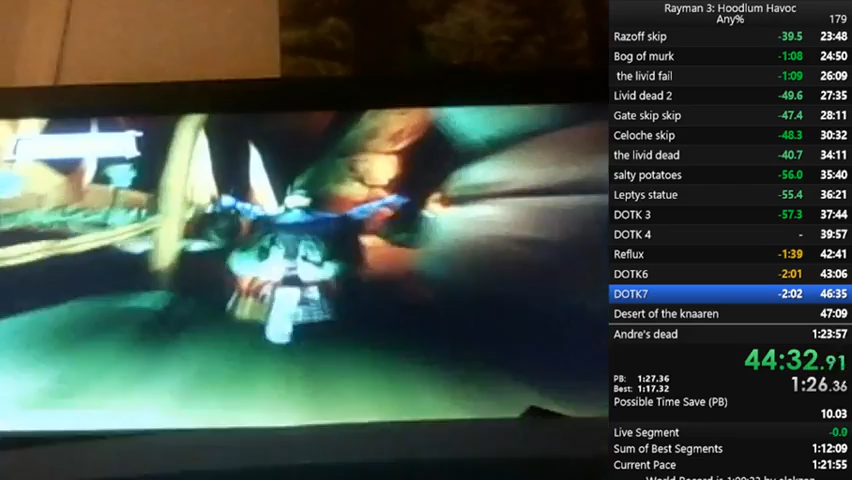 Rayman 3: Hoodlum Havoc
Any% 179
Razoff skip -39.5 23:48
Bog of murk -1:08 24:50
the livid fail -1:09 26:09
Livid dead 2 -49.6 27:35
Gate skip skip -47.4 28:11
Celoche skip -48.3 30:32
the livid dead -40.7 34:11
salty potatoes -56.0 35:40
Leptys statue -55.4 36:21
DOTK 3 -57.3 37:44
DOTK 4 - 39:57
Reflux -1:39 42:41
DOTK6 -2:01 43:06
DOTK7 -2:02 46:35
Desert of the knaaren 47:09
Andre's dead 1:23:57
44:32.91
PB: 1:27.36
Best: 1:17.32 1:26.36
Possible Time Save (PB)
10.03
Live Segment -0.0
Sum of Best Segments 1:12:09
Current Pace 1:21:55
World Record is